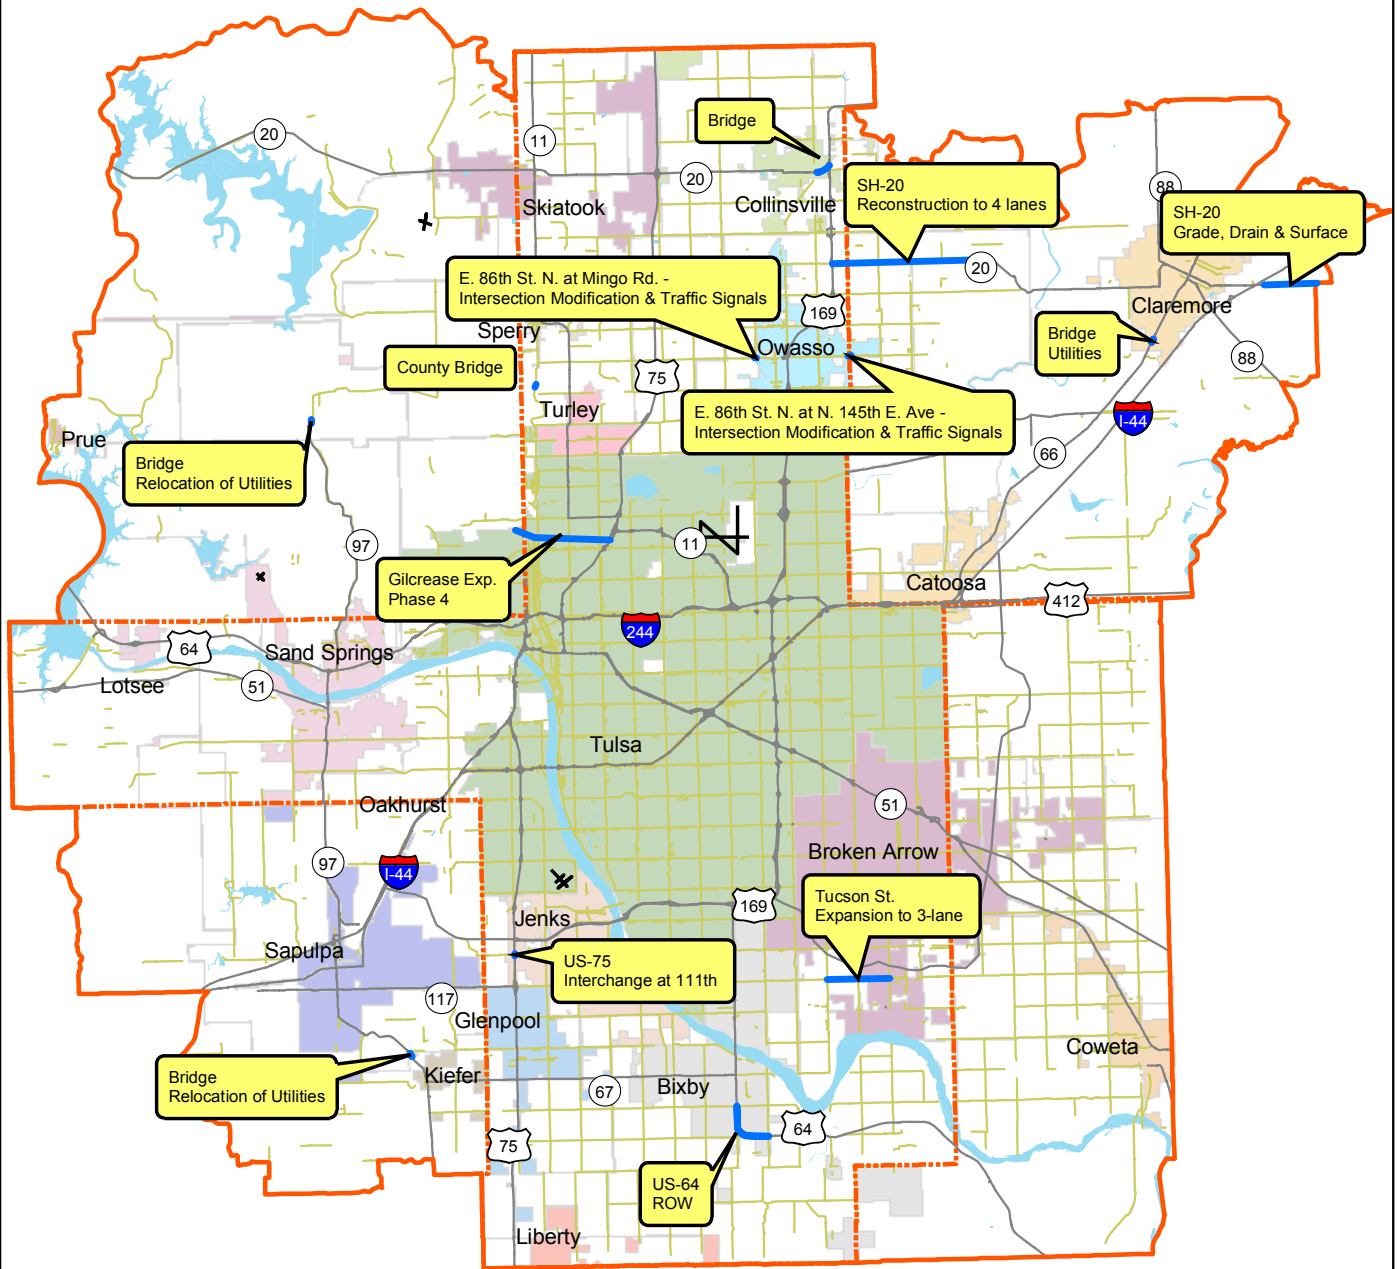 Bridge
20
11
20
Skiatook
Collinsville
SH-20
Reconstruction to 4 lanes
88
SH-20
Grade, Drain & Surface
E. 86th St. N. at Mingo Rd. -
Intersection Modification & Traffic Signals
20
Claremore
169
Sperry
Owasso
Bridge
Utilities
County Bridge
75
88
Turley
E. 86th St. N. at N. 145th E. Ave -
Intersection Modification & Traffic Signals
I-44
Prue
Bridge
Relocation of Utilities
66
97
11
Gilcrease Exp.
Phase 4
Catoosa
412
244
64
Sand Springs
Lotsee
51
Tulsa
Oakhurst
51
97
I-44
Broken Arrow
Tucson St.
Expansion to 3-lane
169
Jenks
Sapulpa
US-75
Interchange at 111th
117
Glenpool
Coweta
Bridge
Relocation of Utilities
Kiefer
67
Bixby
75
64
US-64
ROW
Liberty